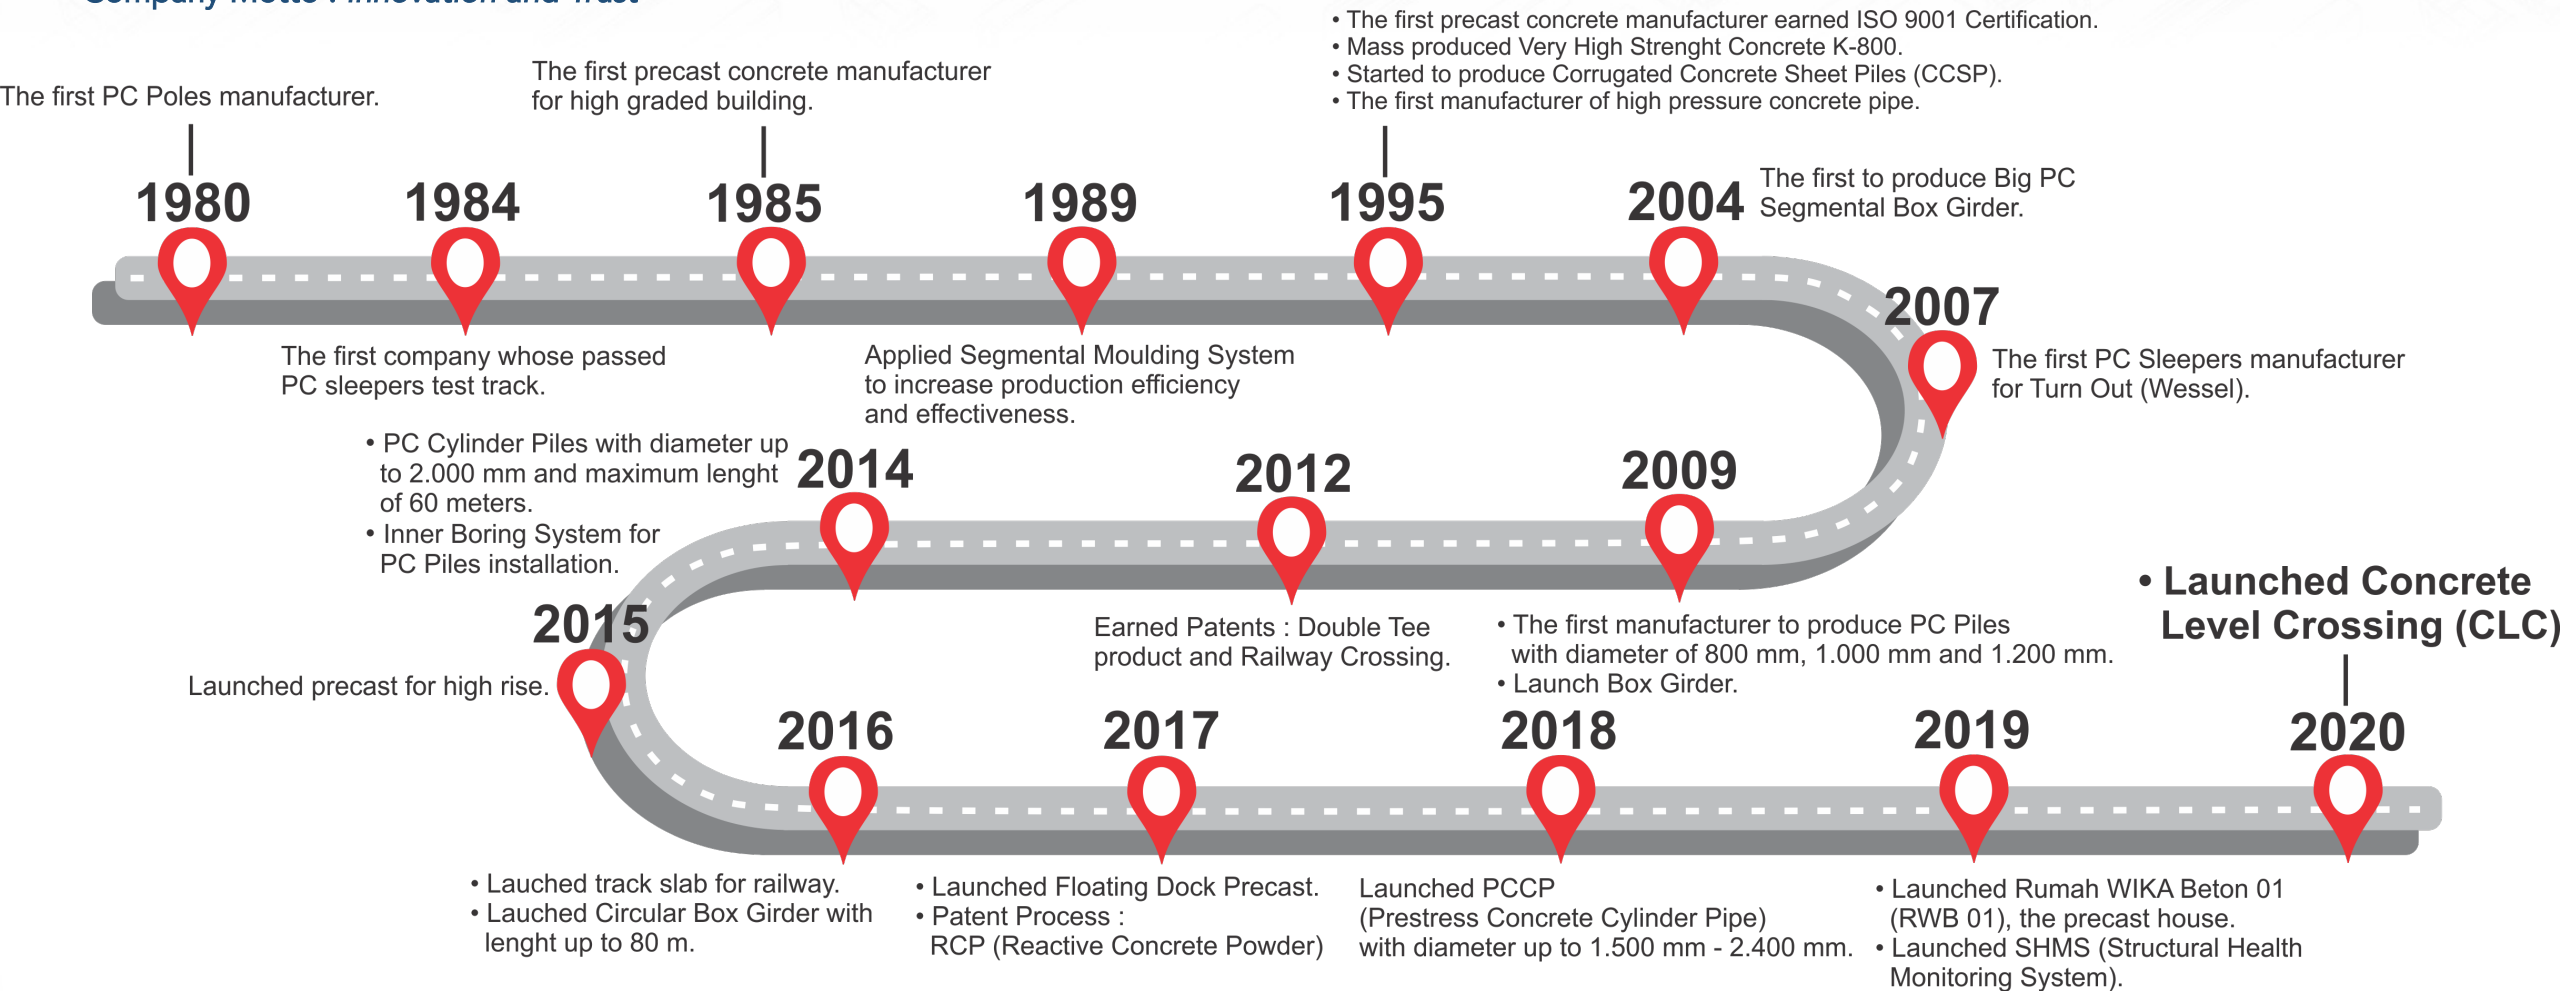 Company Motto : Innovation and Trust
The first PC Poles manufacturer.
1980
1984
The first company whose passed
PC sleepers test track.
The first precast concrete manufacturer
for high graded building.
1985
1989
Applied Segmental Moulding System
to increase production efficiency
and effectiveness.
• The first precast concrete manufacturer earned ISO 9001 Certification.
• Mass produced Very High Strenght Concrete K-800.
• Started to produce Corrugated Concrete Sheet Piles (CCSP).
• The first manufacturer of high pressure concrete pipe.
1995
2004
The first to produce Big PC
Segmental Box Girder.
2007
The first PC Sleepers manufacturer
for Turn Out (Wessel).
2009
• The first manufacturer to produce PC Piles
with diameter of 800 mm, 1.000 mm and 1.200 mm.
• Launch Box Girder.
2012
Earned Patents : Double Tee
product and Railway Crossing.
2014
• PC Cylinder Piles with diameter up
to 2.000 mm and maximum lenght
of 60 meters.
• Inner Boring System for
PC Piles installation.
2015
Launched precast for high rise.
2016
• Lauched track slab for railway.
• Lauched Circular Box Girder with
lenght up to 80 m.
2017
• Launched Floating Dock Precast.
• Patent Process :
RCP (Reactive Concrete Powder)
2018
Launched PCCP
(Prestress Concrete Cylinder Pipe)
with diameter up to 1.500 mm - 2.400 mm.
2019
• Launched Rumah WIKA Beton 01
(RWB 01), the precast house.
• Launched SHMS (Structural Health
Monitoring System).
• Launched Concrete
Level Crossing (CLC)
2020